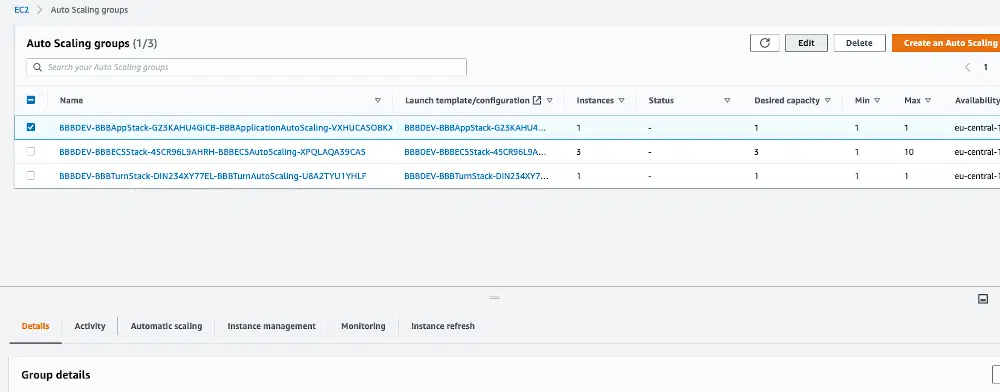 EC2 > Auto Scaling groups
Auto Scaling groups (1/3)
Edit
Delete
Create an Auto Scaling
Search your Auto Scaling groups
< 1
Name
Launch template/configuration
Instances
Status
Desired capacity
Min
Max
Availability
BBBDEV-BBBAppStack-G23KAHU4GICB-BBBApplicationAutoScaling-VXHUCASOBKX BBBDEV-BBBAppStack-G23KAHU4... 1 - 1 1 1 eu-central-1
BBBDEV-BBBECSStack-45CR96L9AHRH-BBBECSAutoScaling-XPQLAQA39CAS BBBDEV-BBBECSStack-45CR96L9A... 3 - 3 1 10 eu-central-1
BBBDEV-BBBTurnStack-DIN234XY77EL-BBBTurnAutoScaling-U8A2TYU1YHLF BBBDEV-BBBTurnStack-DIN234XY7... 1 - 1 1 1 eu-central-1
Details
Activity
Automatic scaling
Instance management
Monitoring
Instance refresh
Group details